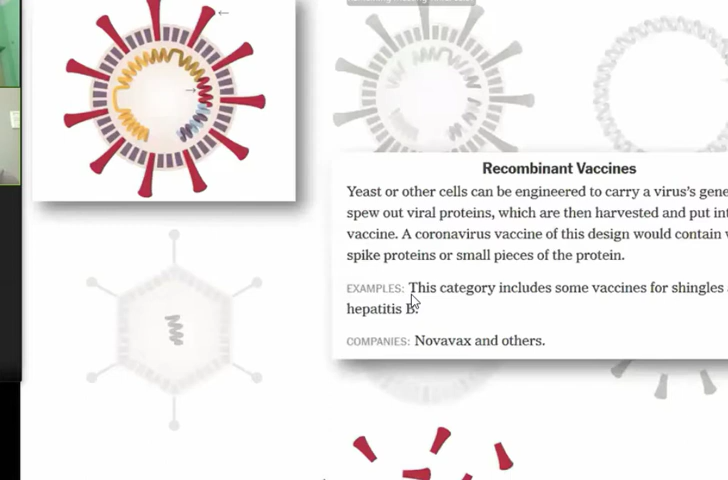 Recombinant Vaccines
Yeast or other cells can be engineered to carry a virus's gene
spew out viral proteins, which are then harvested and put int
vaccine. A coronavirus vaccine of this design would contain
spike proteins or small pieces of the protein.
EXAMPLES: This category includes some vaccines for shingles
hepatitis B.
COMPANIES: Novavax and others.